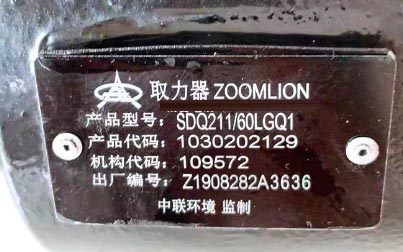 取力器 ZOOMLION
产品型号: SDQ211/60LGQ1
产品代码: 1030202129
机构代码: 109572
出厂编号: Z1908282A3636
中联环境 监制